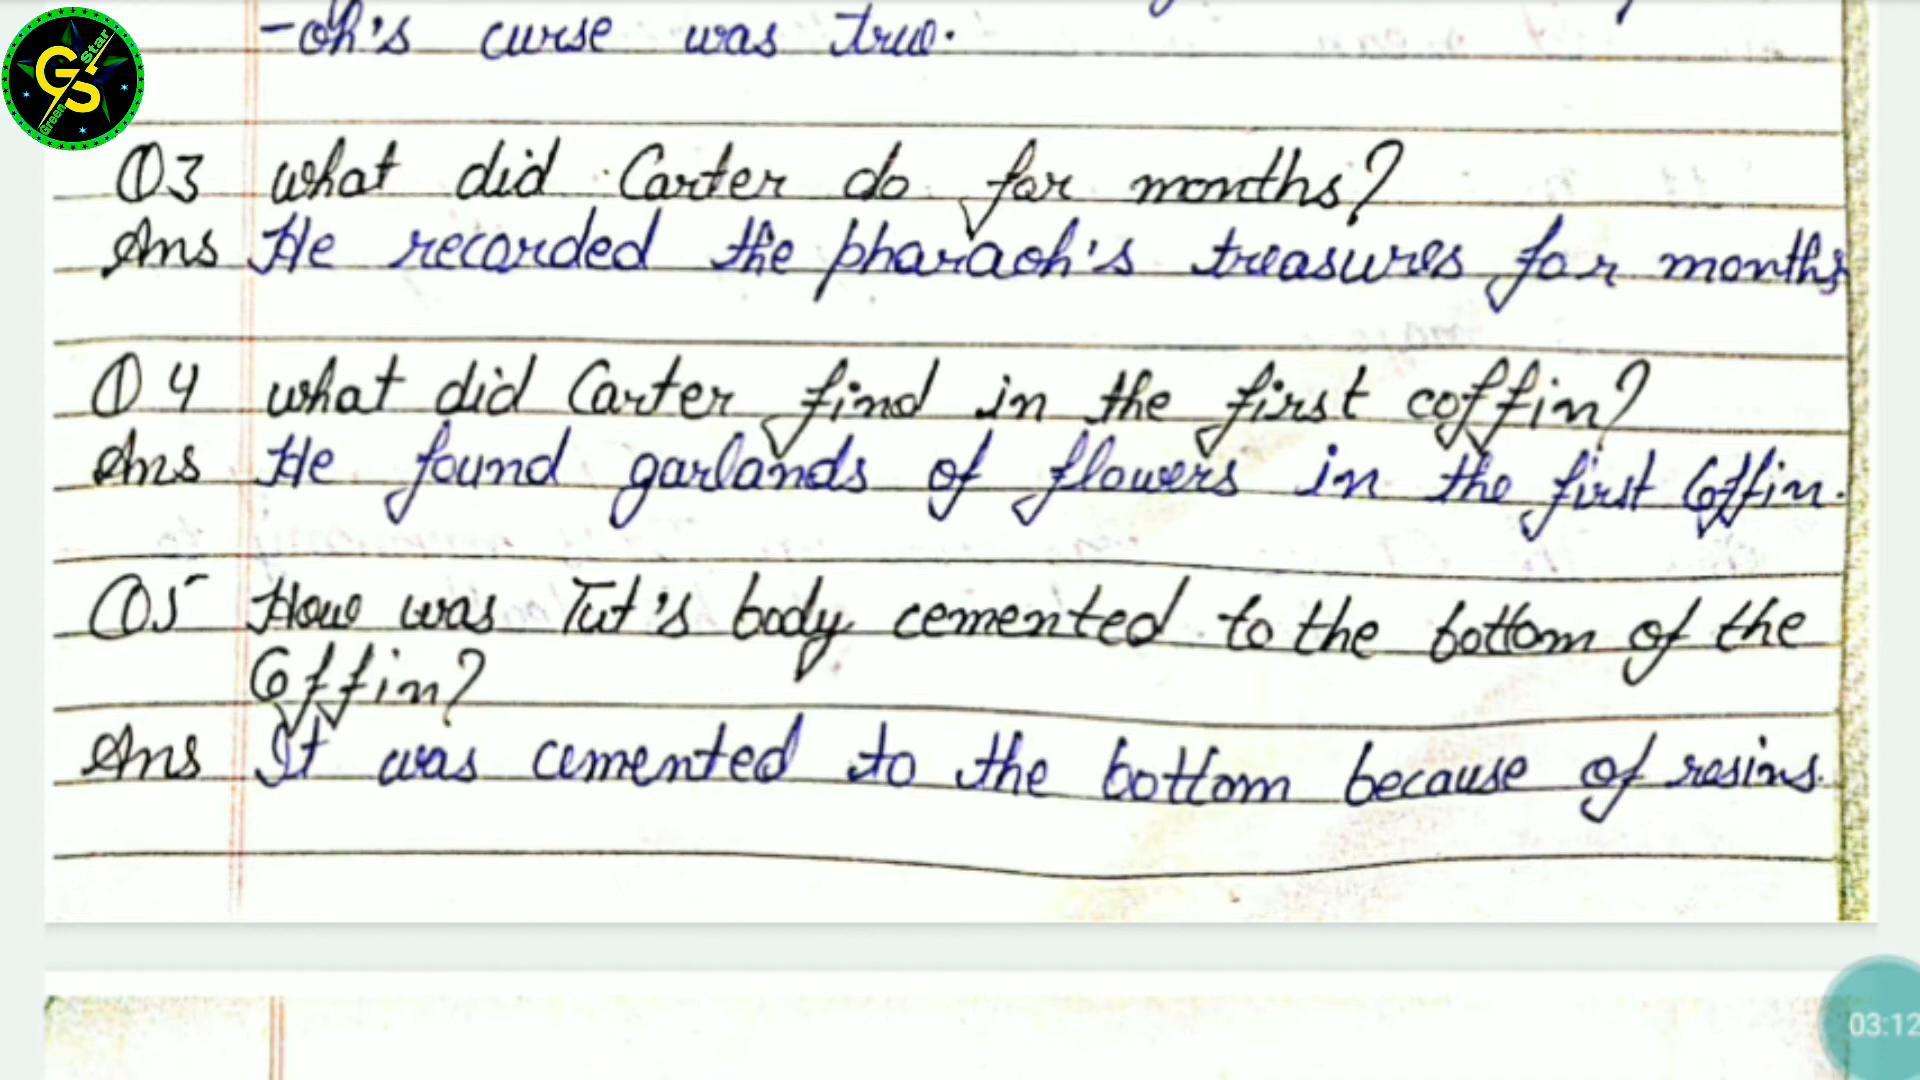 -oh's curse was true.
Green Star
GS
Q3 what did Carter do for months?
Ans He recorded the pharaoh's treasures for months
Q4 what did Carter find in the first coffin?
Ans He found garlands of flowers in the first Coffin.
Q5 How was Tut's body cemented to the bottom of the
Coffin?
Ans It was cemented to the bottom because of resins.
03:12